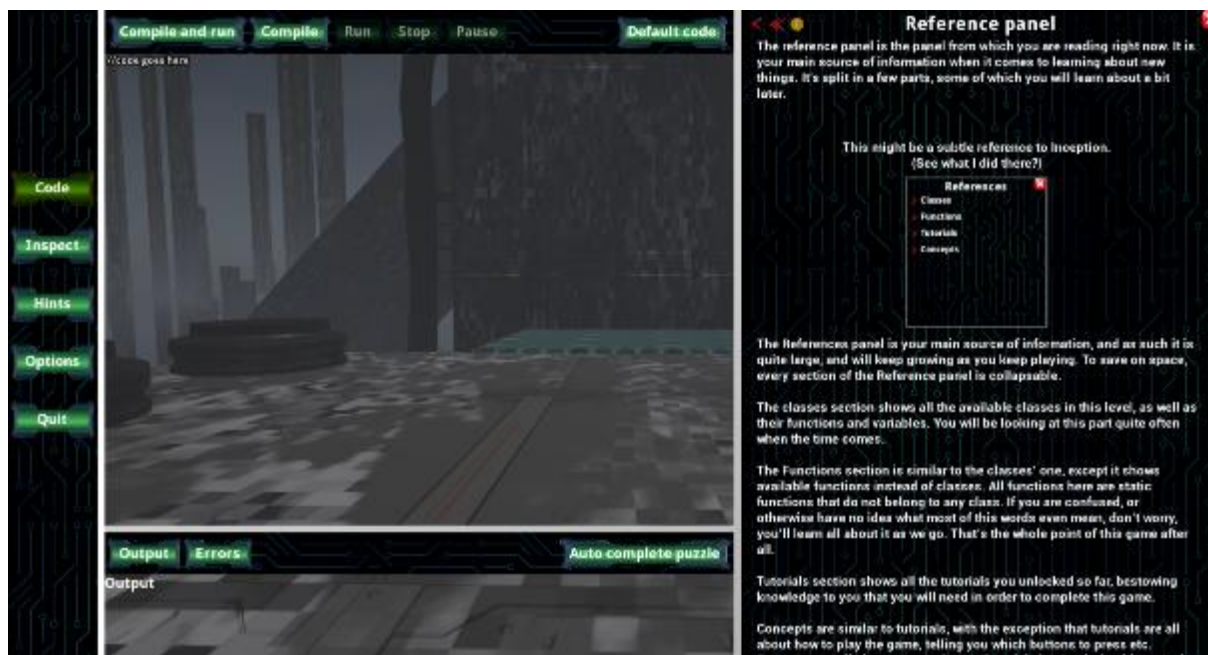 Compile and run Compile Run Stop Pause Default code
//code goes here
Code
Inspect
Hints
Options
Quit
Output Errors Auto complete puzzle
Output
Reference panel
The reference panel is the panel from which you are reading right now. It is
your main source of information when it comes to learning about new
things. It's split in a few parts, some of which you will learn about a bit
later.
This might be a subtle reference to Inception.
(See what I did there?)
References
Classes
Functions
Tutorials
Concepts
The References panel is your main source of information, and as such it is
quite large, and will keep growing as you keep playing. To save on space,
every section of the Reference panel is collapsable.
The classes section shows all the available classes in this level, as well as
their functions and variables. You will be looking at this part quite often
when the time comes.
The Functions section is similar to the classes' one, except it shows
available functions instead of classes. All functions here are static
functions that do not belong to any class. If you are confused, or
otherwise have no idea what most of this words even mean, don't worry,
you'll learn all about it as we go. That's the whole point of this game after
all.
Tutorials section shows all the tutorials you unlocked so far, bestowing
knowledge to you that you will need in order to complete this game.
Concepts are similar to tutorials, with the exception that tutorials are all
about how to play the game, telling you which buttons to press etc.